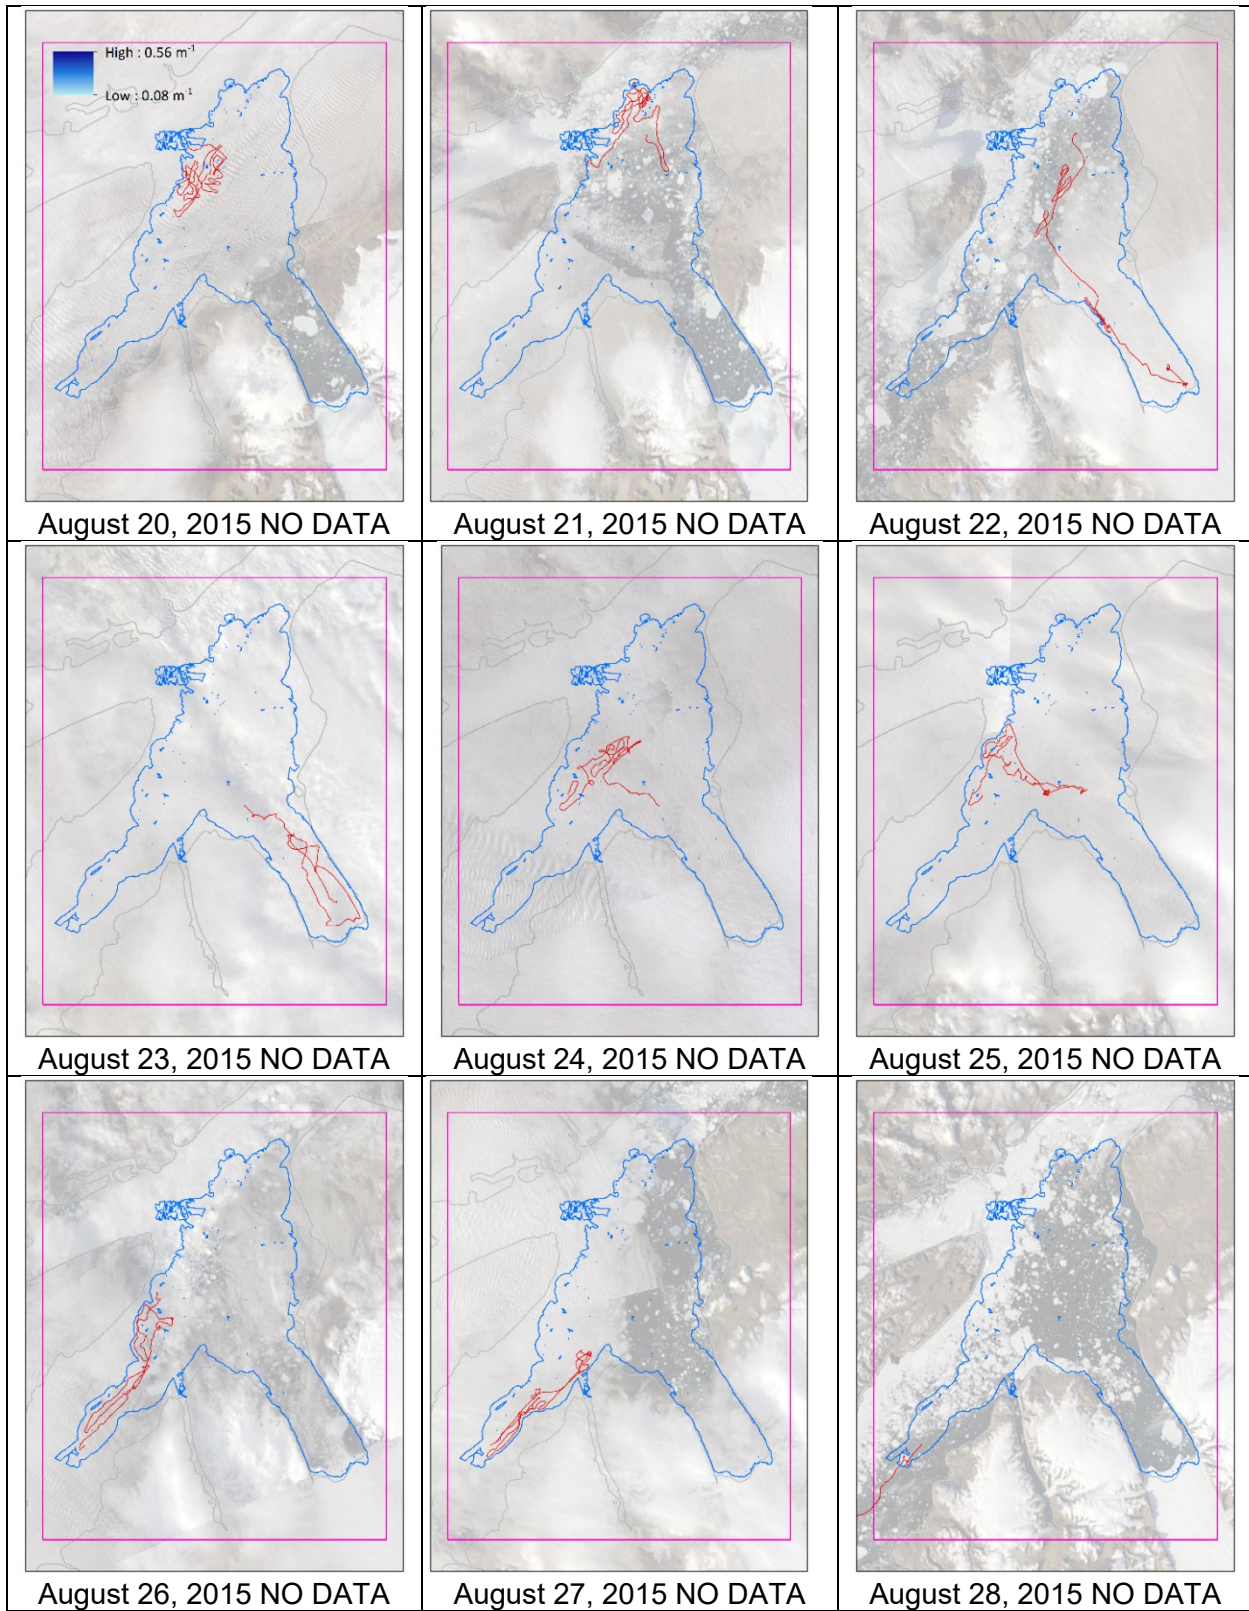 High : 0.56 m-1
Low : 0.08 m-1
August 20, 2015 NO DATA
August 21, 2015 NO DATA
August 22, 2015 NO DATA
August 23, 2015 NO DATA
August 24, 2015 NO DATA
August 25, 2015 NO DATA
August 26, 2015 NO DATA
August 27, 2015 NO DATA
August 28, 2015 NO DATA